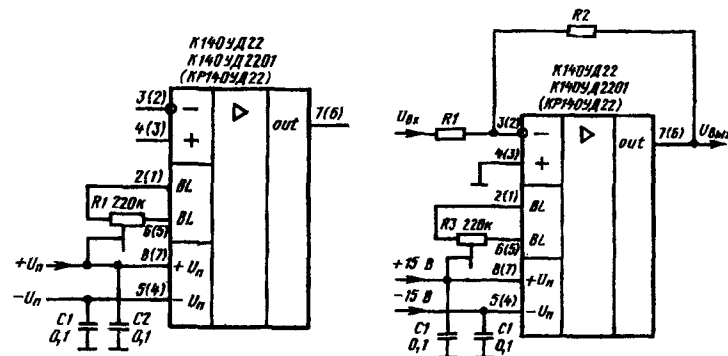 К140УД22
К140УД2201
(КР140УД22)
3(2)
4(3)
out
7(6)
2(1)
BL
R1 220к
BL
6(5)
+Uп
8(7)
+Uп
−Uп
5(4)
−Uп
C1
0,1
C2
0,1
R2
К140УД22
К140УД2201
(КР140УД22)
Uвх
R1
3(2)
4(3)
out
7(6)
Uвых
2(1)
BL
R3 220к
BL
6(5)
+15 В
8(7)
+Uп
−15 В
5(4)
−Uп
C1
0,1
C1
0,1